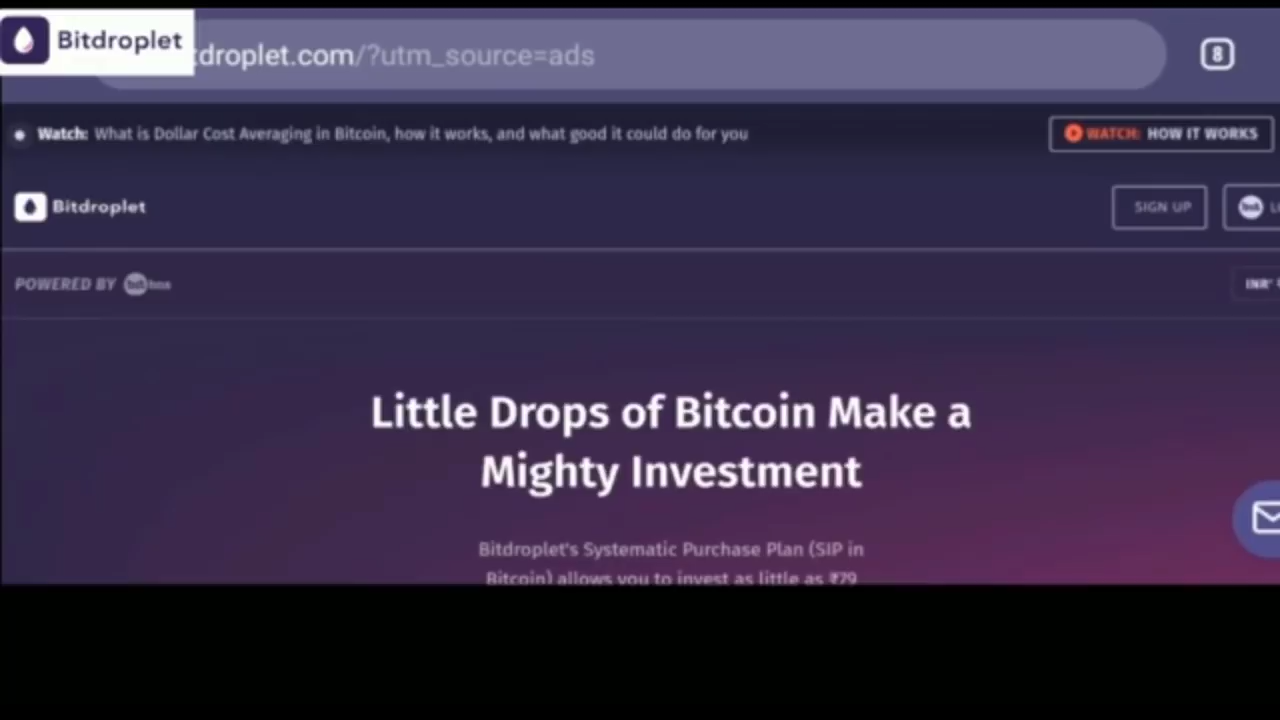 Bitdroplet
droplet.com/?utm_source=ads
8
Watch: What is Dollar Cost Averaging in Bitcoin, how it works, and what good it could do for you
WATCH: HOW IT WORKS
Bitdroplet
SIGN UP
POWERED BY
INR
Little Drops of Bitcoin Make a
Mighty Investment
Bitdroplet's Systematic Purchase Plan (SIP in
Bitcoin) allows you to invest as little as ₹79